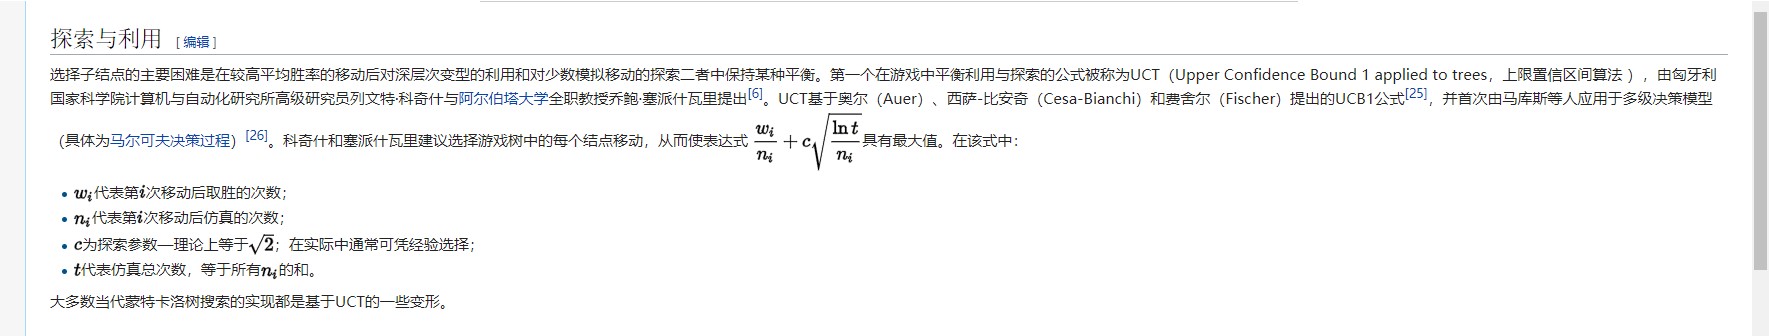 探索与利用 [编辑]
选择子结点的主要困难是在较高平均胜率的移动后对深层次变型的利用和对少数模拟移动的探索二者中保持某种平衡。第一个在游戏中平衡利用与探索的公式被称为UCT（Upper Confidence Bound 1 applied to trees，上限置信区间算法 ），由匈牙利
国家科学院计算机与自动化研究所高级研究员列文特·科奇什与阿尔伯塔大学全职教授乔鲍·塞派什瓦里提出[6]。UCT基于奥尔（Auer）、西萨-比安奇（Cesa-Bianchi）和费舍尔（Fischer）提出的UCB1公式[25]，并首次由马库斯等人应用于多级决策模型
（具体为马尔可夫决策过程）[26]。科奇什和塞派什瓦里建议选择游戏树中的每个结点移动，从而使表达式 w_i/n_i + c√(ln t/n_i) 具有最大值。在该式中：
• w_i代表第i次移动后取胜的次数；
• n_i代表第i次移动后仿真的次数；
• c为探索参数—理论上等于√2；在实际中通常可凭经验选择；
• t代表仿真总次数，等于所有n_i的和。
大多数当代蒙特卡洛树搜索的实现都是基于UCT的一些变形。